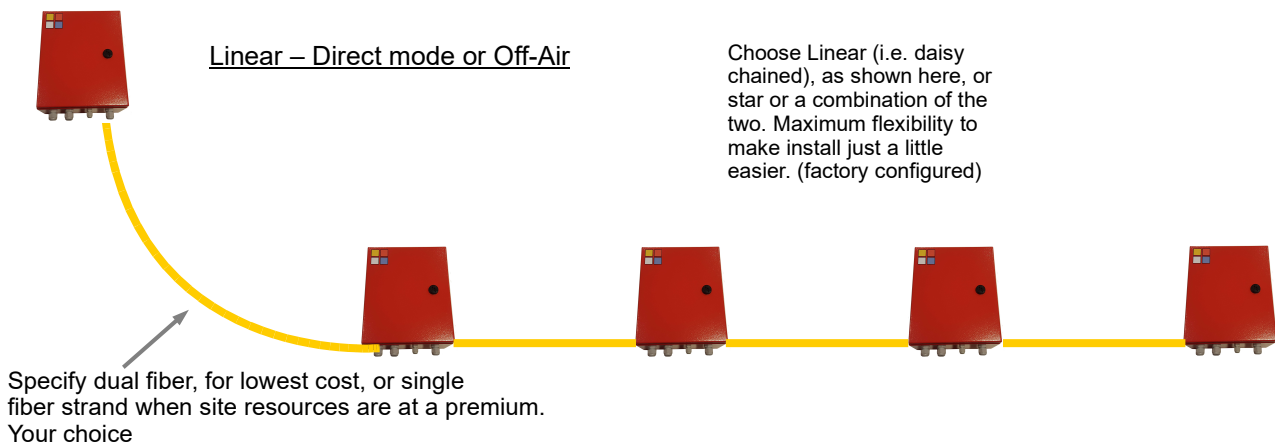 Linear – Direct mode or Off-Air
Choose Linear (i.e. daisy
chained), as shown here, or
star or a combination of the
two. Maximum flexibility to
make install just a little
easier. (factory configured)
Specify dual fiber, for lowest cost, or single
fiber strand when site resources are at a premium.
Your choice